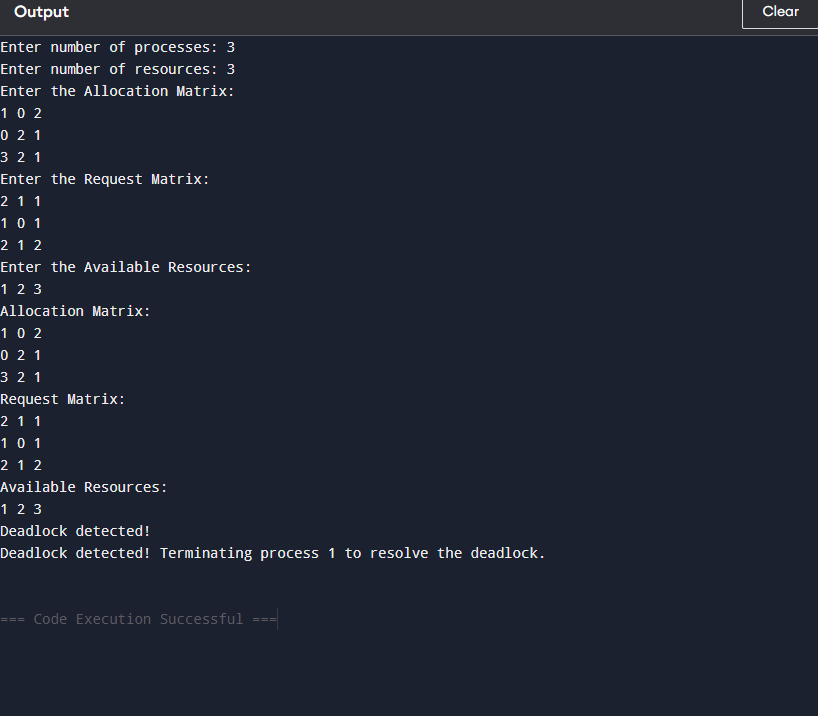 Output
Clear
Enter number of processes: 3
Enter number of resources: 3
Enter the Allocation Matrix:
1 0 2
0 2 1
3 2 1
Enter the Request Matrix:
2 1 1
1 0 1
2 1 2
Enter the Available Resources:
1 2 3
Allocation Matrix:
1 0 2
0 2 1
3 2 1
Request Matrix:
2 1 1
1 0 1
2 1 2
Available Resources:
1 2 3
Deadlock detected!
Deadlock detected! Terminating process 1 to resolve the deadlock.
=== Code Execution Successful ===